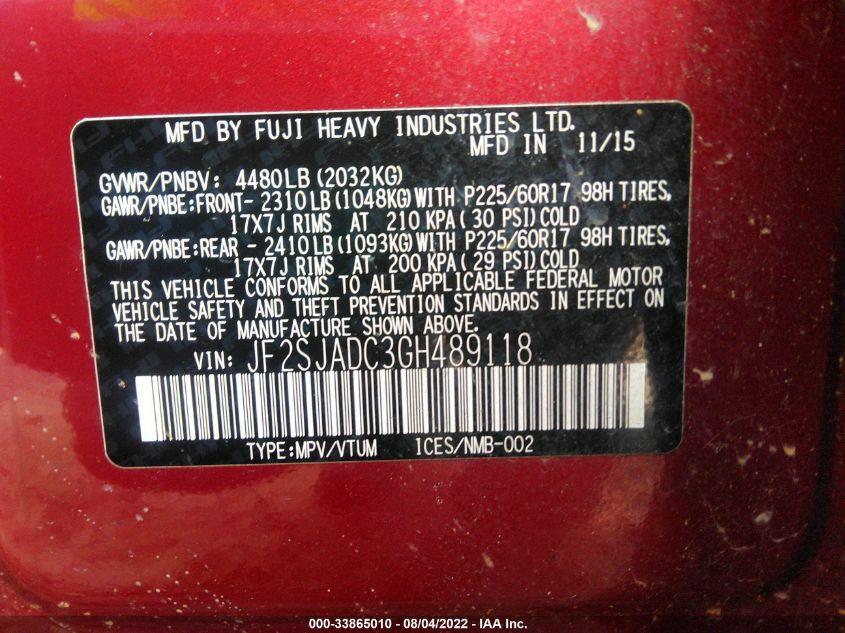 MFD BY FUJI HEAVY INDUSTRIES LTD.
MFD IN 11/15
GVWR/PNBV: 4480LB (2032KG)
GAWR/PNBE:FRONT- 2310LB (1048KG)WITH P225/60R17 98H TIRES,
17X7J RIMS AT 210 KPA( 30 PSI)COLD
GAWR/PNBE:REAR - 2410LB (1093KG)WITH P225/60R17 98H TIRES,
17X7J RIMS AT 200 KPA( 29 PSI)COLD
THIS VEHICLE CONFORMS TO ALL APPLICABLE FEDERAL MOTOR
VEHICLE SAFETY AND THEFT PREVENTION STANDARDS IN EFFECT ON
THE DATE OF MANUFACTURE SHOWN ABOVE.
VIN: JF2SJADC3GH489118
TYPE:MPV/VTUM ICES/NMB-002
000-33865010 - 08/04/2022 - IAA Inc.